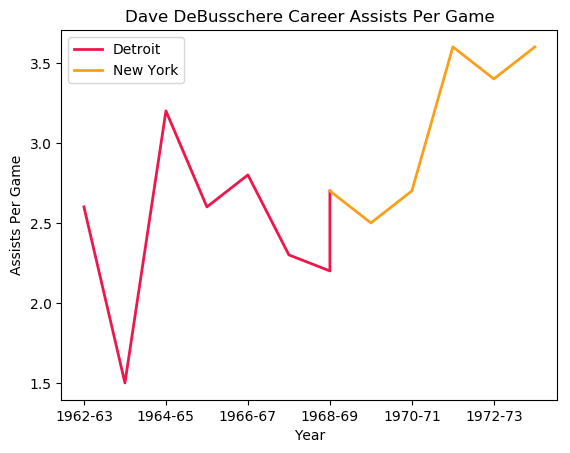 Dave DeBusschere Career Assists Per Game
Detroit
New York
Assists Per Game
3.5
3.0
2.5
2.0
1.5
1962-63 1964-65 1966-67 1968-69 1970-71 1972-73
Year